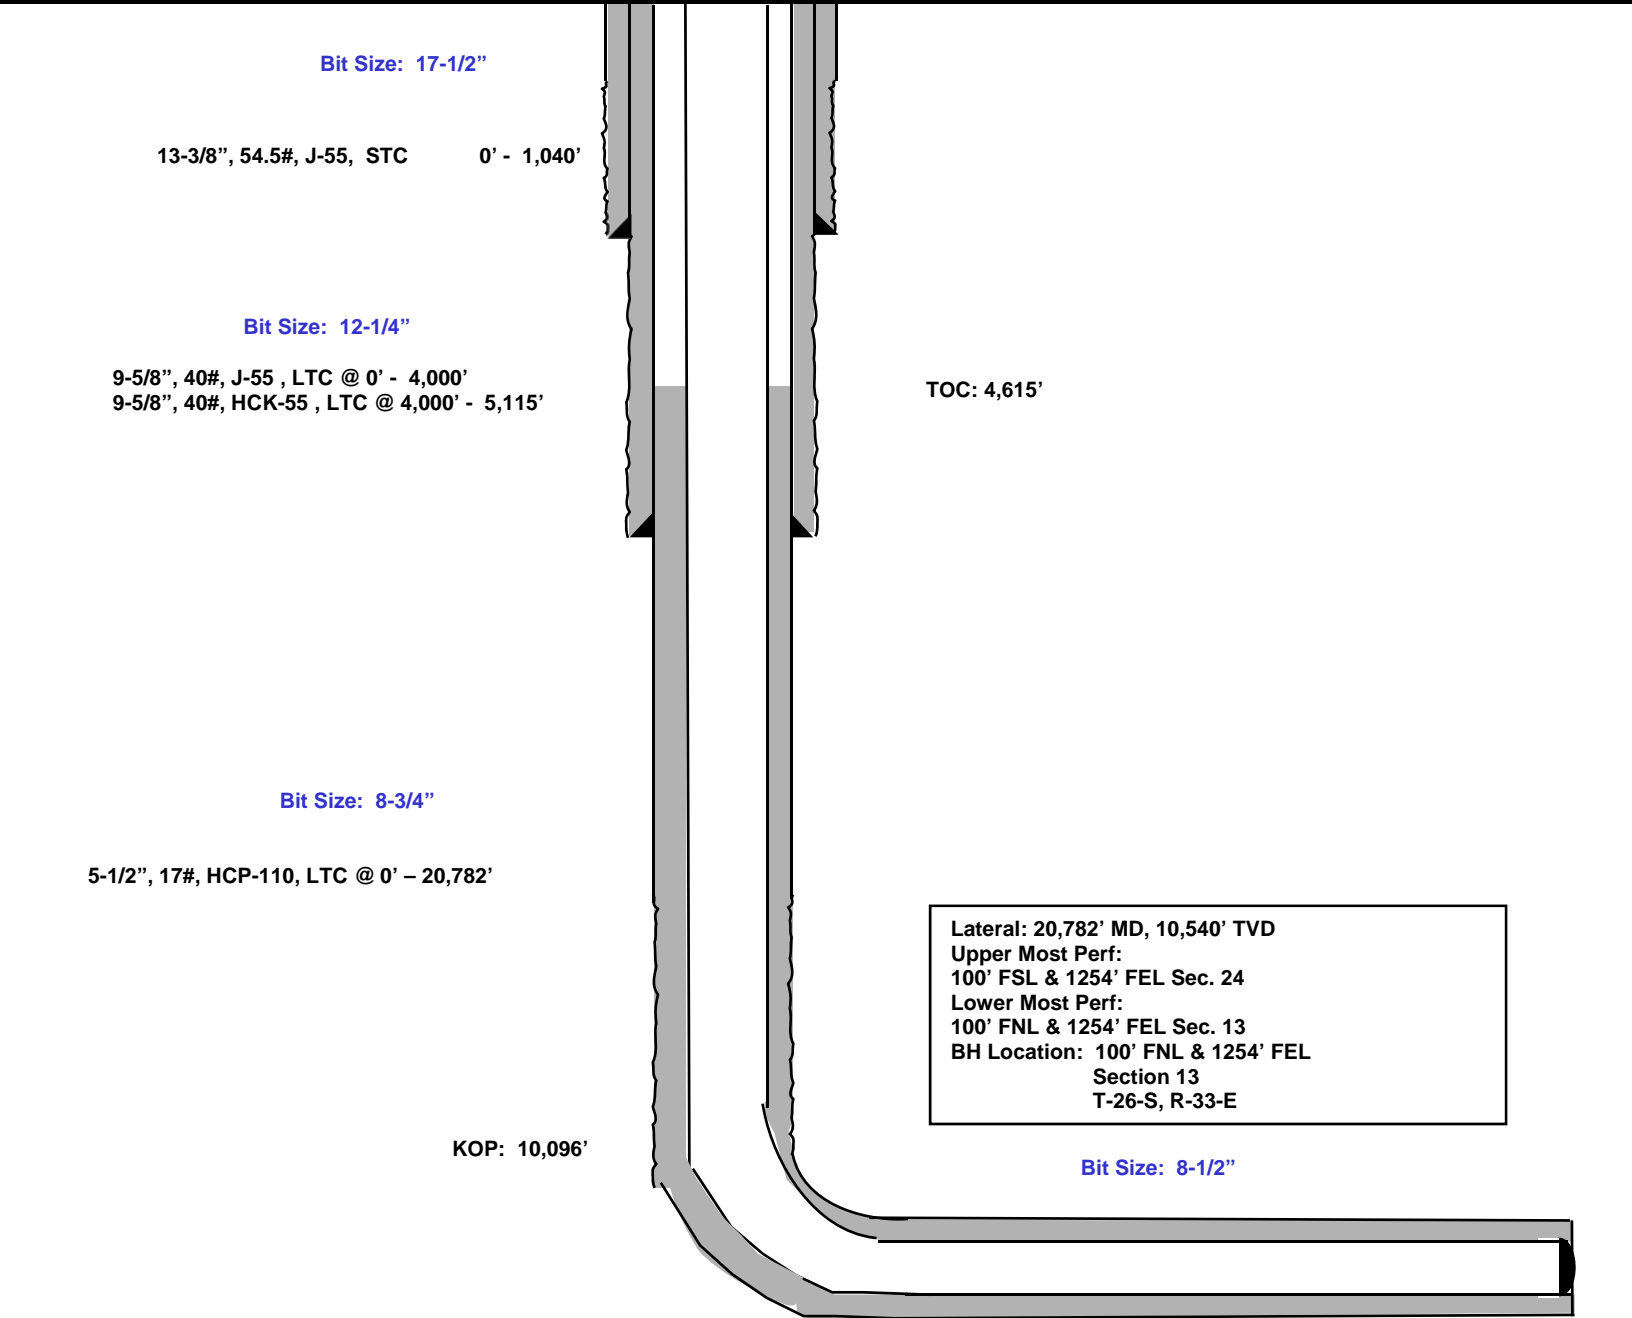 Bit Size: 17-1/2”
13-3/8”, 54.5#, J-55, STC 0’ - 1,040’
Bit Size: 12-1/4”
9-5/8”, 40#, J-55 , LTC @ 0’ - 4,000’
9-5/8”, 40#, HCK-55 , LTC @ 4,000’ - 5,115’
TOC: 4,615’
Bit Size: 8-3/4”
5-1/2”, 17#, HCP-110, LTC @ 0’ – 20,782’
Lateral: 20,782’ MD, 10,540’ TVD
Upper Most Perf:
100’ FSL & 1254’ FEL Sec. 24
Lower Most Perf:
100’ FNL & 1254’ FEL Sec. 13
BH Location: 100’ FNL & 1254’ FEL
Section 13
T-26-S, R-33-E
KOP: 10,096’
Bit Size: 8-1/2”